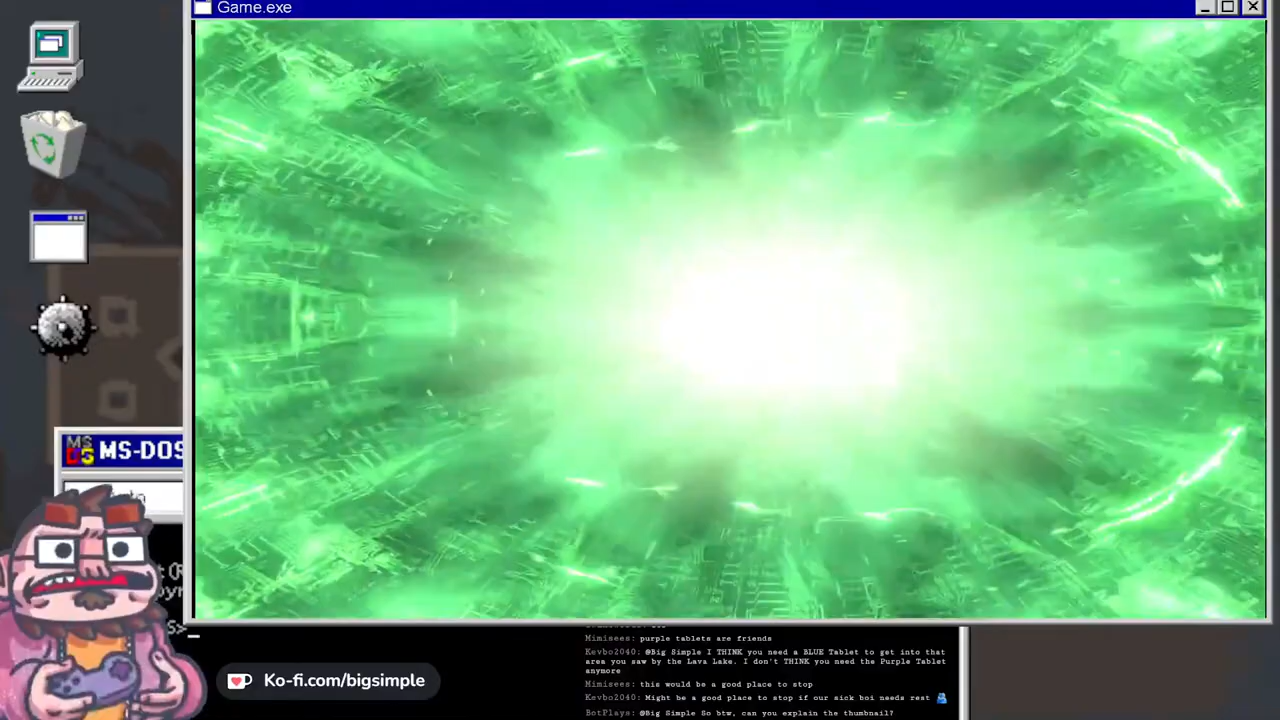 Game.exe
MS-DOS
Ko-fi.com/bigsimple
Mimisees: purple tablets are friends
Kevbo2040: @Big Simple I THINK you need a BLUE Tablet to get into that
area you saw by the Lava Lake. I don't THINK you need the Purple Tablet
anymore
Mimisees: this would be a good place to stop
Kevbo2040: Might be a good place to stop if our sick boi needs rest
BotPlays: @Big Simple So btw, can you explain the thumbnail?